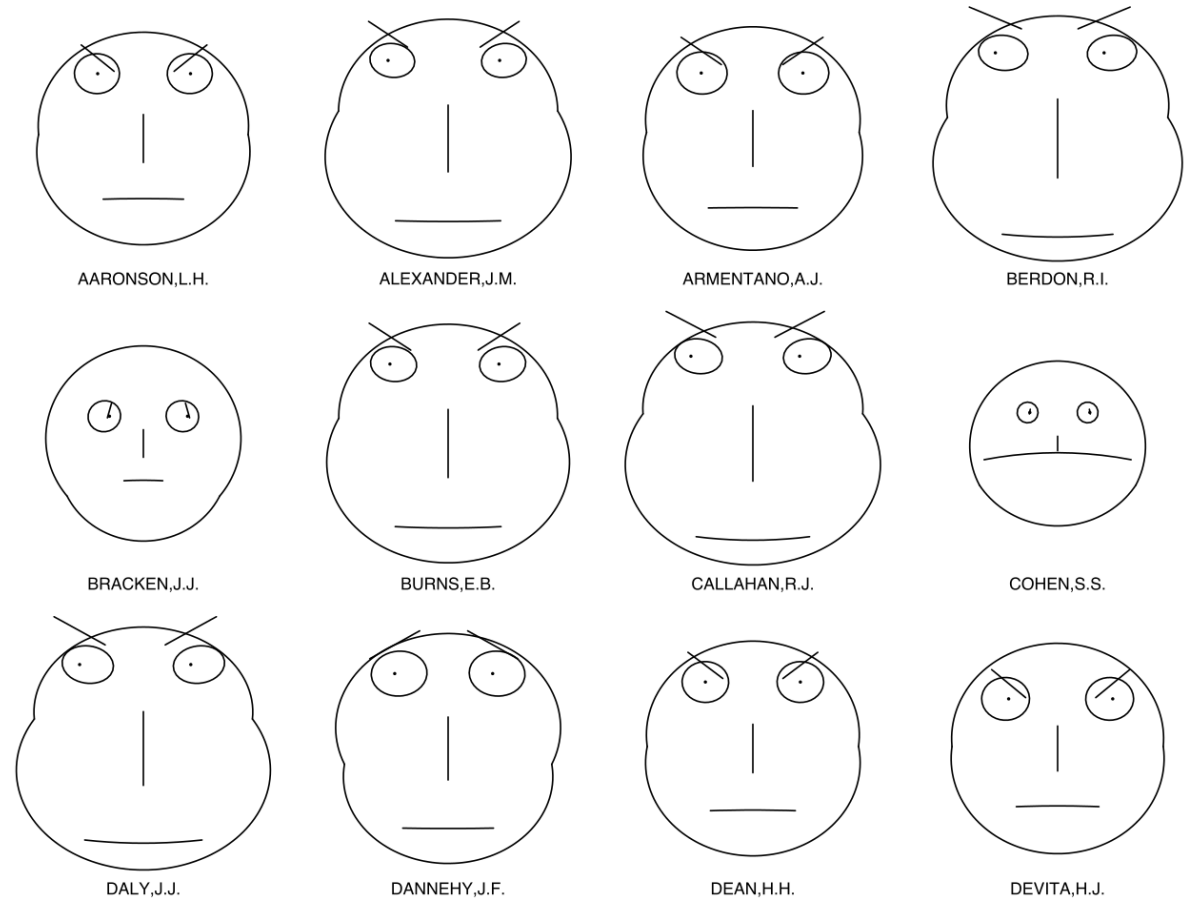 AARONSON,L.H.
ALEXANDER,J.M.
ARMENTANO,A.J.
BERDON,R.I.
BRACKEN,J.J.
BURNS,E.B.
CALLAHAN,R.J.
COHEN,S.S.
DALY,J.J.
DANNEHY,J.F.
DEAN,H.H.
DEVITA,H.J.